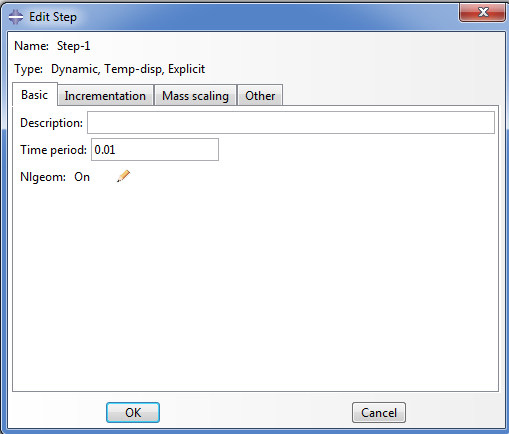 Edit Step
Name: Step-1
Type: Dynamic, Temp-disp, Explicit
Basic Incrementation Mass scaling Other
Description:
Time period: 0.01
Nlgeom: On
OK Cancel